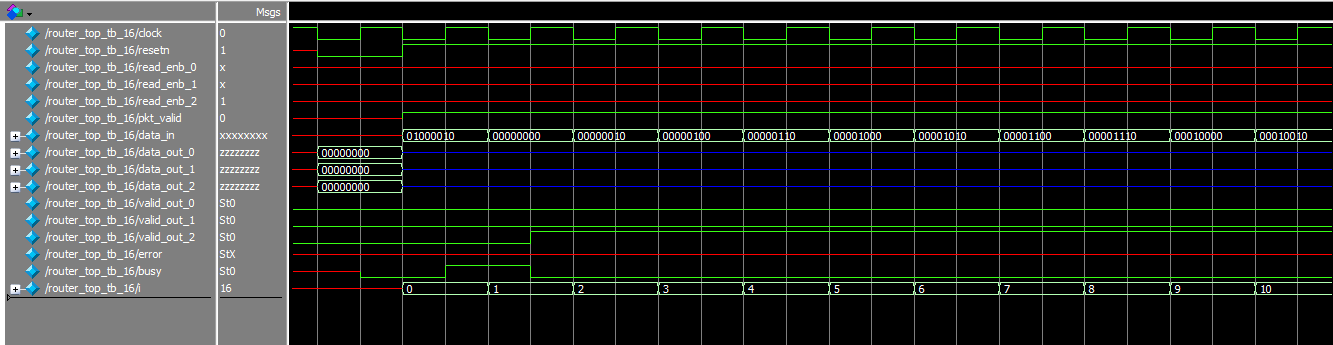 Msgs
/router_top_tb_16/clock 0
/router_top_tb_16/resetn 1
/router_top_tb_16/read_enb_0 x
/router_top_tb_16/read_enb_1 x
/router_top_tb_16/read_enb_2 1
/router_top_tb_16/pkt_valid 0
/router_top_tb_16/data_in xxxxxxxx 01000010 00000000 00000010 00000100 00000110 00001000 00001010 00001100 00001110 00010000 00010010
/router_top_tb_16/data_out_0 zzzzzzzz 00000000
/router_top_tb_16/data_out_1 zzzzzzzz 00000000
/router_top_tb_16/data_out_2 zzzzzzzz 00000000
/router_top_tb_16/valid_out_0 St0
/router_top_tb_16/valid_out_1 St0
/router_top_tb_16/valid_out_2 St0
/router_top_tb_16/error StX
/router_top_tb_16/busy St0
/router_top_tb_16/i 16 0 1 2 3 4 5 6 7 8 9 10